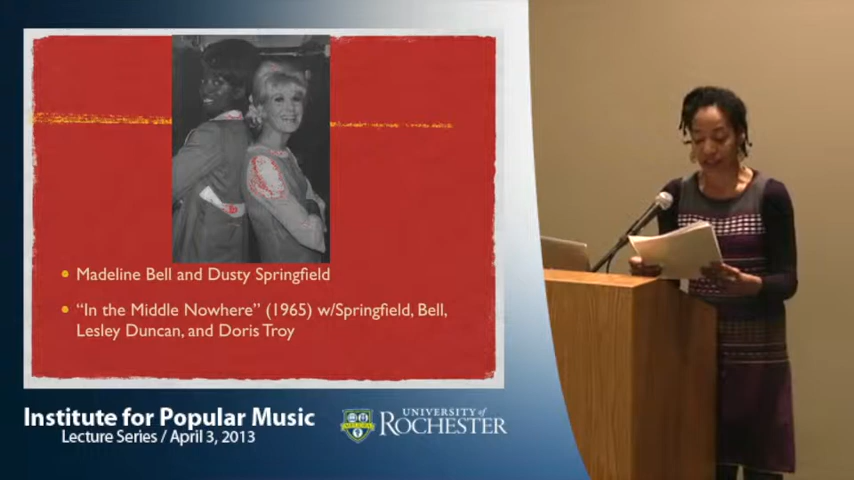 Madeline Bell and Dusty Springfield
“In the Middle Nowhere” (1965) w/Springfield, Bell,
Lesley Duncan, and Doris Troy
Institute for Popular Music
Lecture Series / April 3, 2013
UNIVERSITY of
ROCHESTER